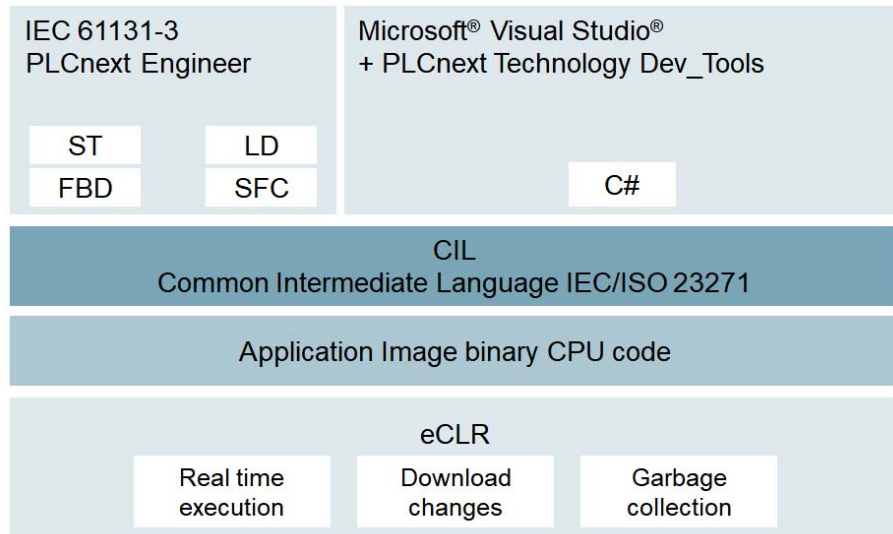 IEC 61131-3
PLCnext Engineer
ST
LD
FBD
SFC
Microsoft® Visual Studio®
+ PLCnext Technology Dev_Tools
C#
CIL
Common Intermediate Language IEC/ISO 23271
Application Image binary CPU code
eCLR
Real time
execution
Download
changes
Garbage
collection